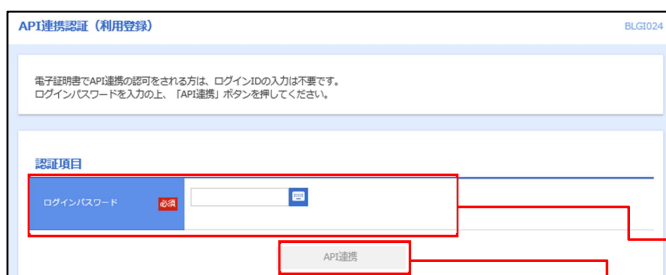 API連携認証（利用登録）
BLGI024
電子証明書でAPI連携の認可をされる方は、ログインIDの入力は不要です。
ログインパスワードを入力の上、「API連携」ボタンを押してください。
認証項目
ログインパスワード 必須
API連携